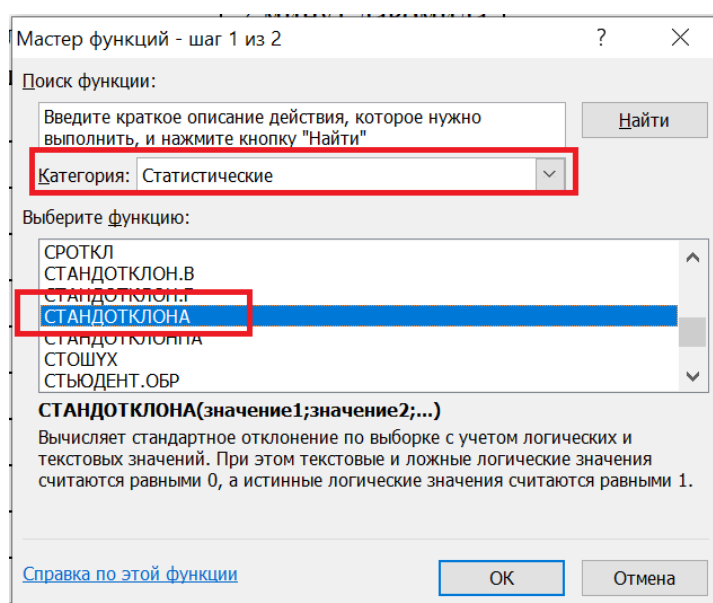 Мастер функций - шаг 1 из 2
?
Поиск функции:
Введите краткое описание действия, которое нужно
выполнить, и нажмите кнопку "Найти"
Найти
Категория: Статистические
Выберите функцию:
СРОТКЛ
СТАНДОТКЛОН.В
СТАНДОТКЛОН.Г
СТАНДОТКЛОНА
СТАНДОТКЛОНПА
СТОШYX
СТЬЮДЕНТ.ОБР
СТАНДОТКЛОНА(значение1;значение2;...)
Вычисляет стандартное отклонение по выборке с учетом логических и
текстовых значений. При этом текстовые и ложные логические значения
считаются равными 0, а истинные логические значения считаются равными 1.
Справка по этой функции
ОК
Отмена